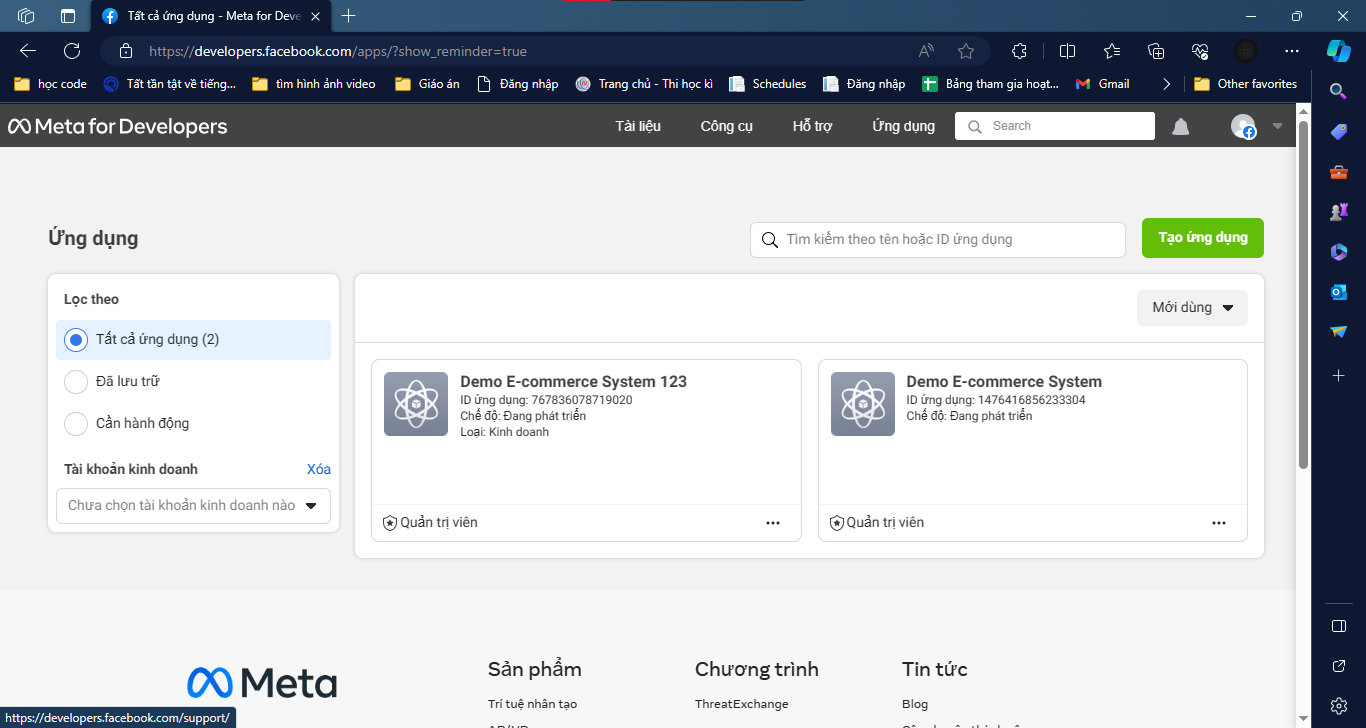 Tất cả ứng dụng - Meta for Deve
https://developers.facebook.com/apps/?show_reminder=true
học code
Tất tần tật về tiếng...
tìm hình ảnh video
Giáo án
Đăng nhập
Trang chủ - Thi học kì
Schedules
Đăng nhập
Bảng tham gia hoạt...
Gmail
Other favorites
Meta for Developers
Tài liệu
Công cụ
Hỗ trợ
Ứng dụng
Search
Ứng dụng
Tìm kiếm theo tên hoặc ID ứng dụng
Tạo ứng dụng
Lọc theo
Tất cả ứng dụng (2)
Đã lưu trữ
Cần hành động
Tài khoản kinh doanh
Xóa
Chưa chọn tài khoản kinh doanh nào
Mới dùng
Demo E-commerce System 123
ID ứng dụng: 767836078719020
Chế độ: Đang phát triển
Loại: Kinh doanh
Quản trị viên
Demo E-commerce System
ID ứng dụng: 1476416856233304
Chế độ: Đang phát triển
Quản trị viên
Meta
Sản phẩm
Trí tuệ nhân tạo
AR/VR
Chương trình
ThreatExchange
Tin tức
Blog
https://developers.facebook.com/support/